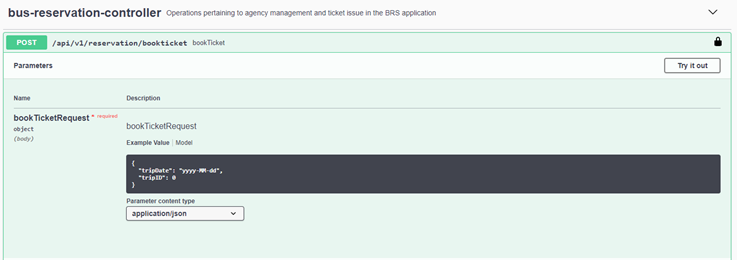 bus-reservation-controller Operations pertaining to agency management and ticket issue in the BRS application
POST /api/v1/reservation/bookticket bookTicket
Parameters Try it out
Name Description
bookTicketRequest * required
object
(body)
bookTicketRequest
Example Value | Model
{
"tripDate": "yyyy-MM-dd",
"tripID": 0
}
Parameter content type
application/json